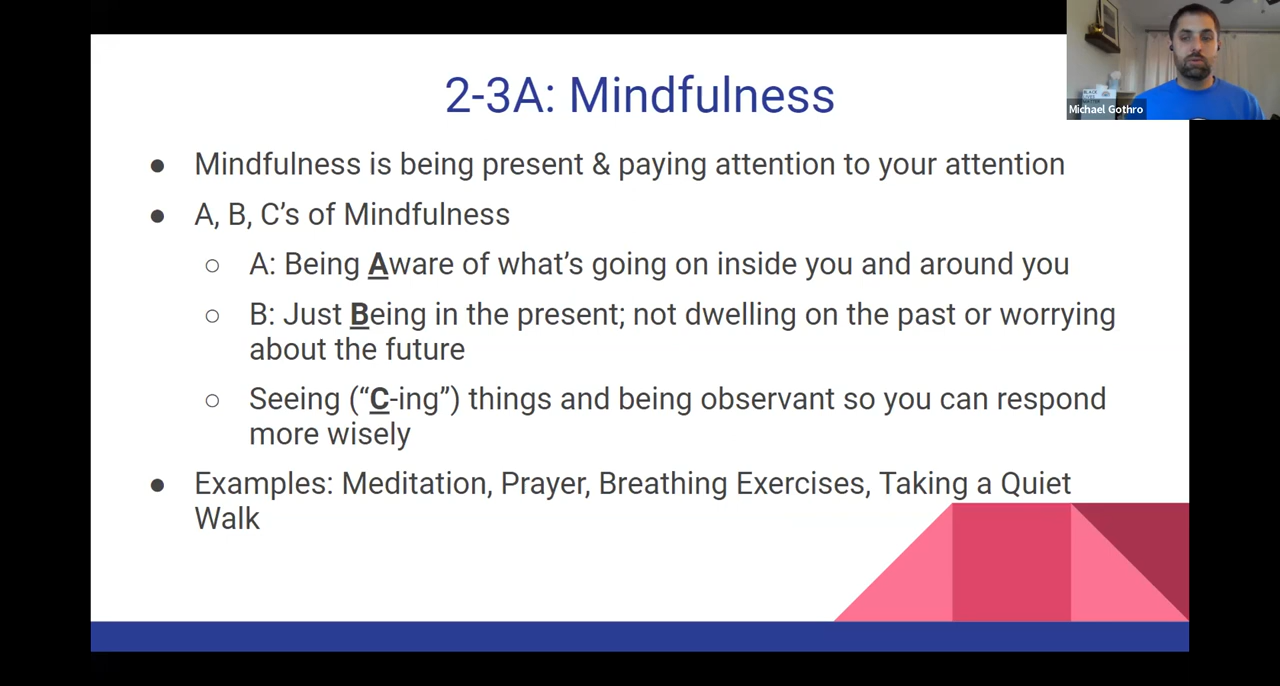 2-3A: Mindfulness
Michael Gothro
● Mindfulness is being present & paying attention to your attention
● A, B, C’s of Mindfulness
○ A: Being Aware of what’s going on inside you and around you
○ B: Just Being in the present; not dwelling on the past or worrying
about the future
○ Seeing (“C-ing”) things and being observant so you can respond
more wisely
● Examples: Meditation, Prayer, Breathing Exercises, Taking a Quiet
Walk